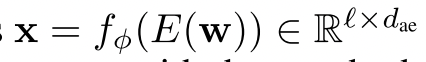 s x = f_ϕ(E(w)) ∈ ℝ^{ℓ×d_ae}